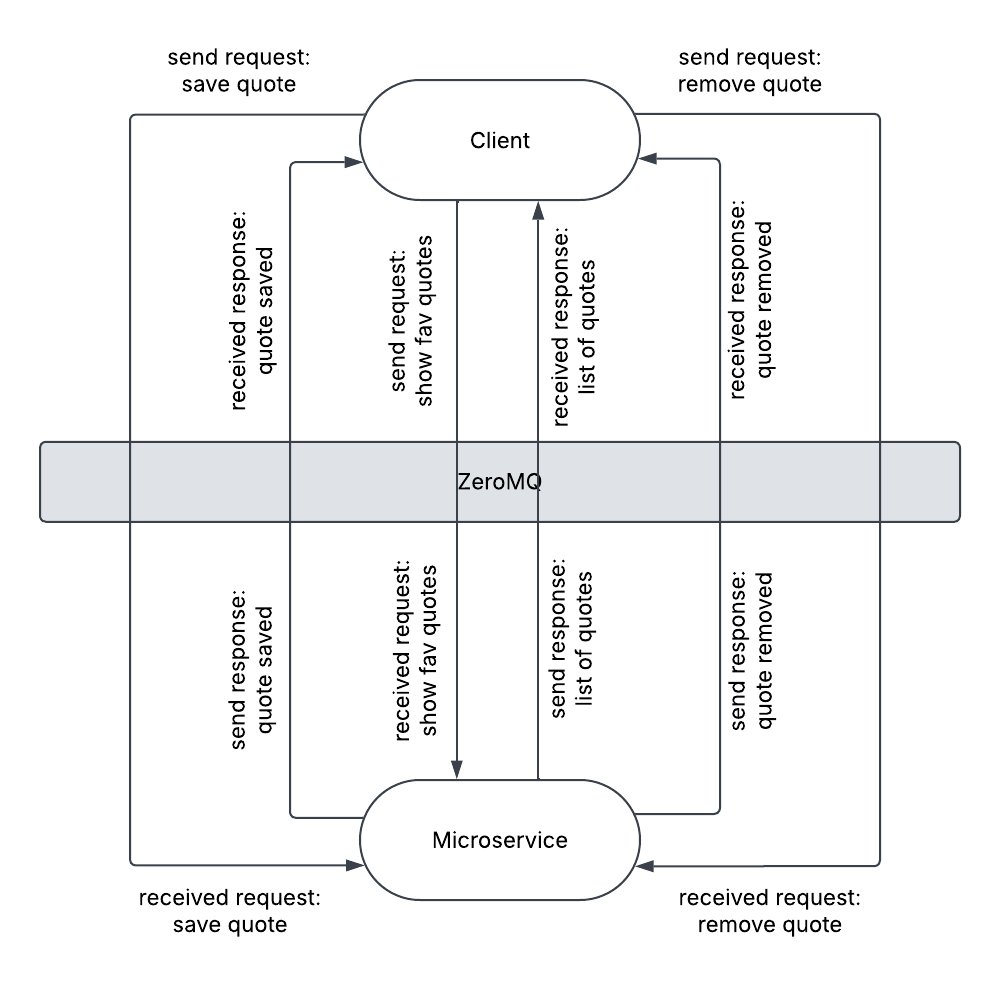 send request:
save quote
send request:
remove quote
Client
received response:
quote saved
send request:
show fav quotes
received response:
list of quotes
received response:
quote removed
ZeroMQ
send response:
quote saved
received request:
show fav quotes
send response:
list of quotes
send response:
quote removed
Microservice
received request:
save quote
received request:
remove quote